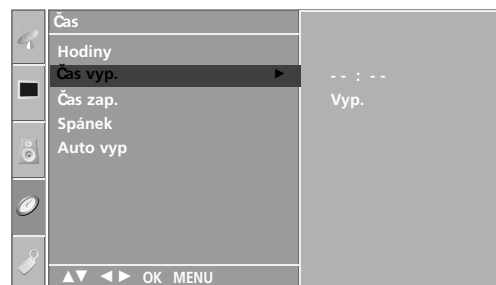 Čas
Hodiny
Čas vyp. ►
- - : - -
Čas zap.
Vyp.
Spánek
Auto vyp
▲▼ ◄► OK MENU